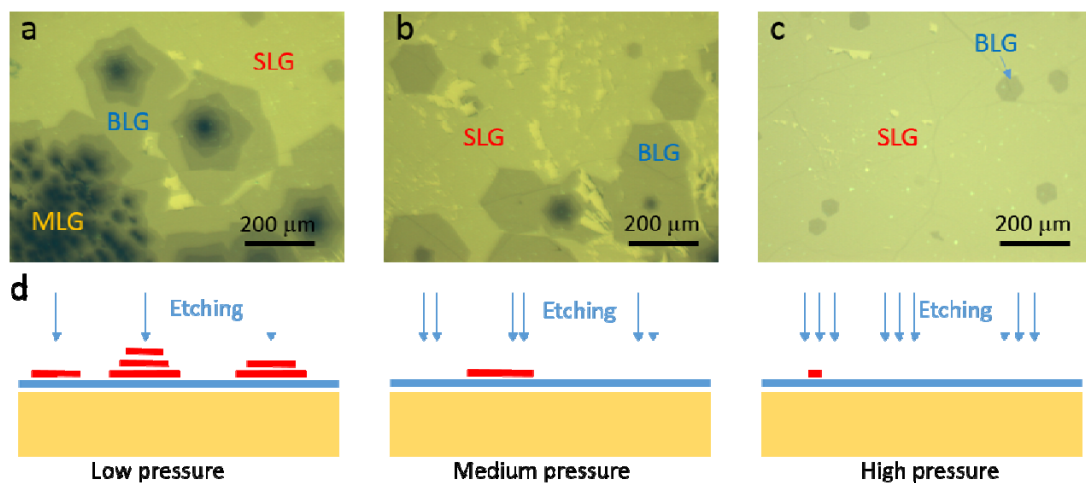 a
SLG
BLG
MLG
200 μm
b
SLG
BLG
200 μm
c
BLG
SLG
200 μm
d
Etching
Etching
Etching
Low pressure
Medium pressure
High pressure